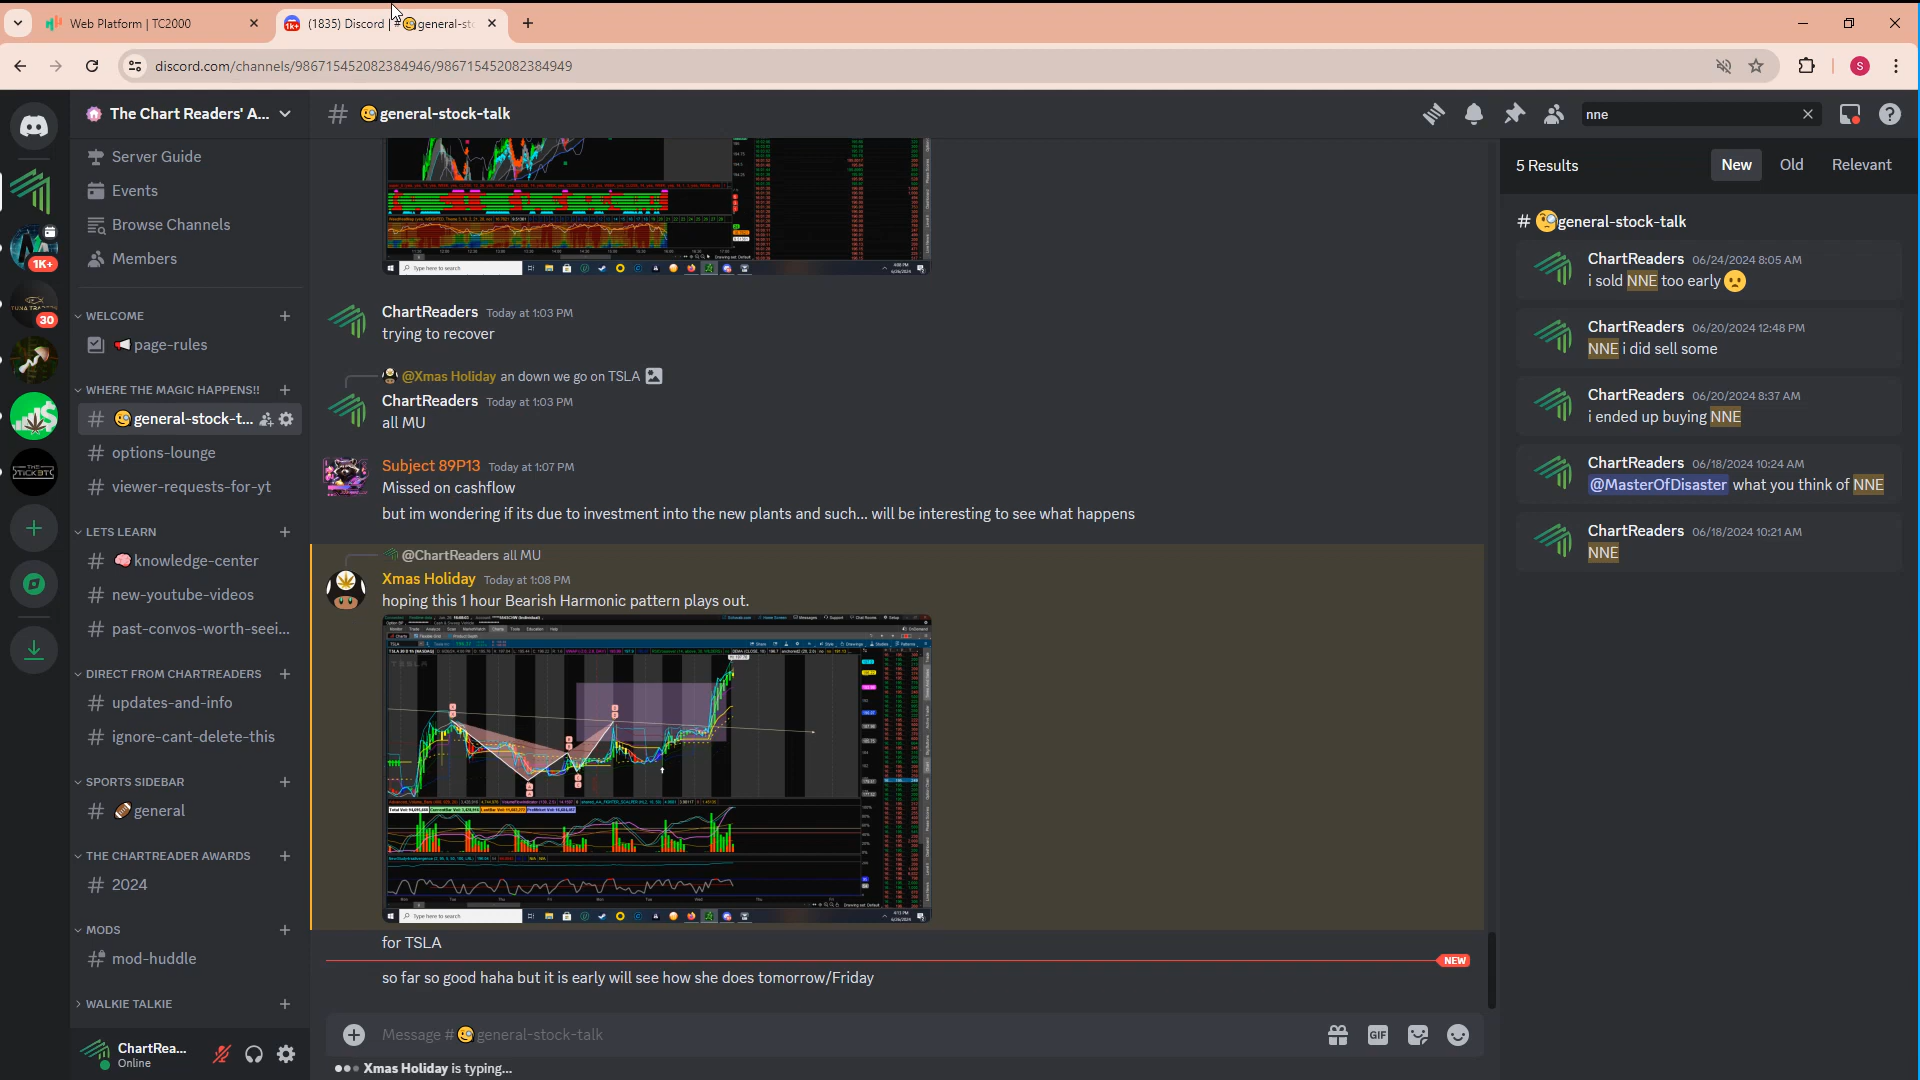 Web Platform | TC2000
(1835) Discord | #🧐general-st
discord.com/channels/986715452082384946/986715452082384949
The Chart Readers' A...
# 🧐general-stock-talk
nne
Server Guide
Events
Browse Channels
Members
WELCOME
📢page-rules
WHERE THE MAGIC HAPPENS!!
# 🧐general-stock-t...
# options-lounge
# viewer-requests-for-yt
LETS LEARN
# 🧠knowledge-center
# new-youtube-videos
# past-convos-worth-seei...
DIRECT FROM CHARTREADERS
# updates-and-info
# ignore-cant-delete-this
SPORTS SIDEBAR
# 🏈general
THE CHARTREADER AWARDS
# 2024
MODS
# mod-huddle
WALKIE TALKIE
ChartRea...
Online
1K+
30
Type here to search
ChartReaders Today at 1:03 PM
trying to recover
@Xmas Holiday an down we go on TSLA
ChartReaders Today at 1:03 PM
all MU
Subject 89P13 Today at 1:07 PM
Missed on cashflow
but im wondering if its due to investment into the new plants and such... will be interesting to see what happens
@ChartReaders all MU
Xmas Holiday Today at 1:08 PM
hoping this 1 hour Bearish Harmonic pattern plays out.
Type here to search
for TSLA
NEW
so far so good haha but it is early will see how she does tomorrow/Friday
Message #🧐general-stock-talk
GIF
Xmas Holiday is typing...
5 Results
New
Old
Relevant
# 🧐general-stock-talk
ChartReaders 06/24/2024 8:05 AM
i sold NNE too early 🙁
ChartReaders 06/20/2024 12:48 PM
NNE i did sell some
ChartReaders 06/20/2024 8:37 AM
i ended up buying NNE
ChartReaders 06/18/2024 10:24 AM
@MasterOfDisaster what you think of NNE
ChartReaders 06/18/2024 10:21 AM
NNE